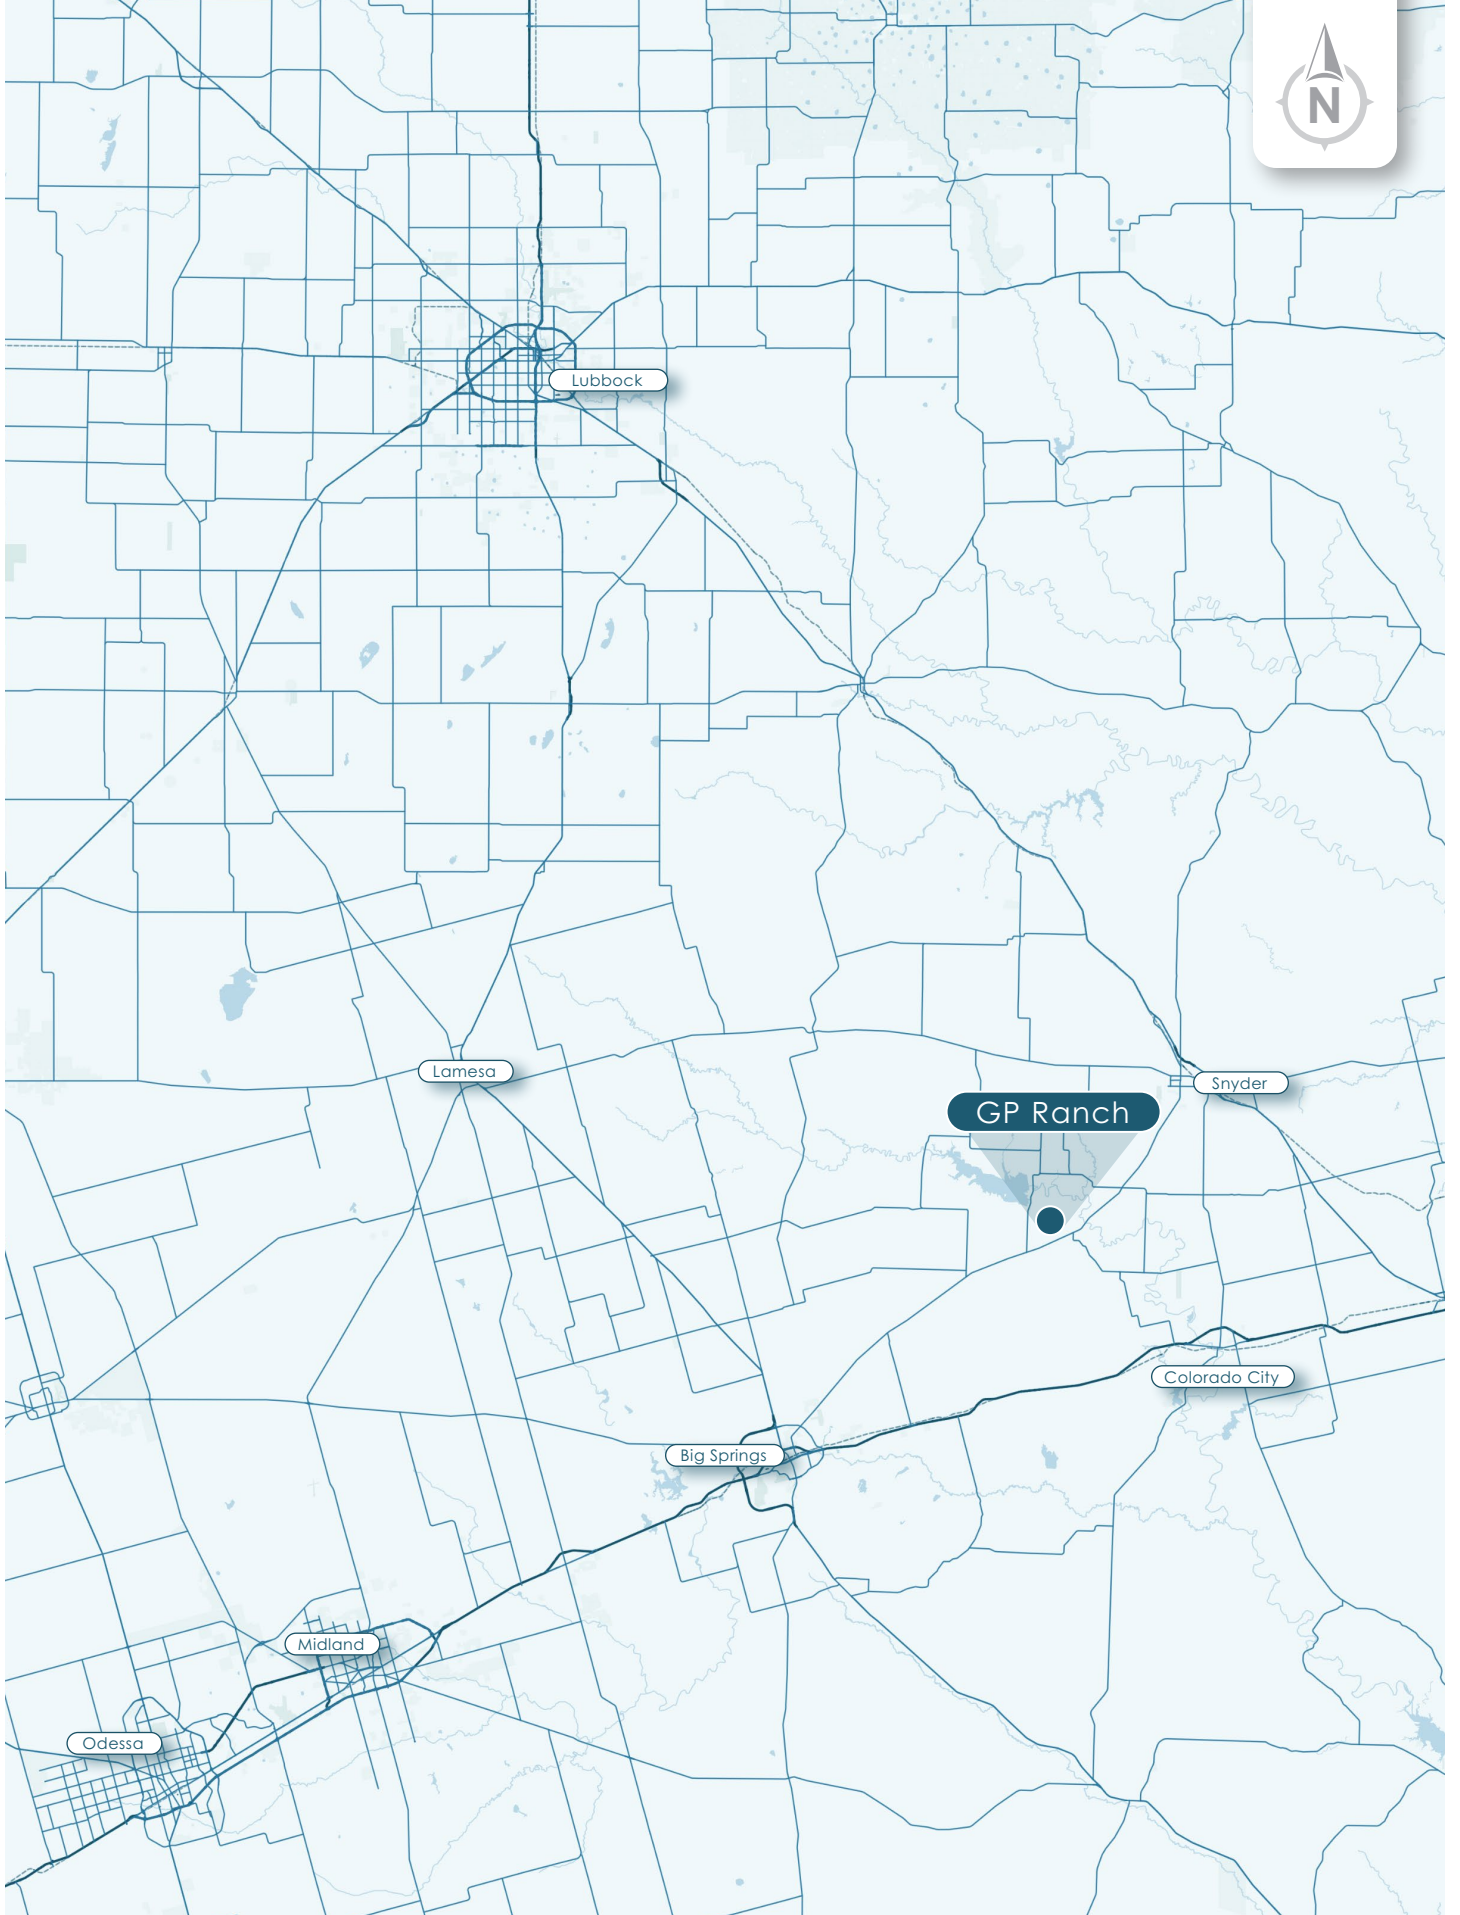 N
Lubbock
Lamesa
Snyder
GP Ranch
Colorado City
Big Springs
Midland
Odessa